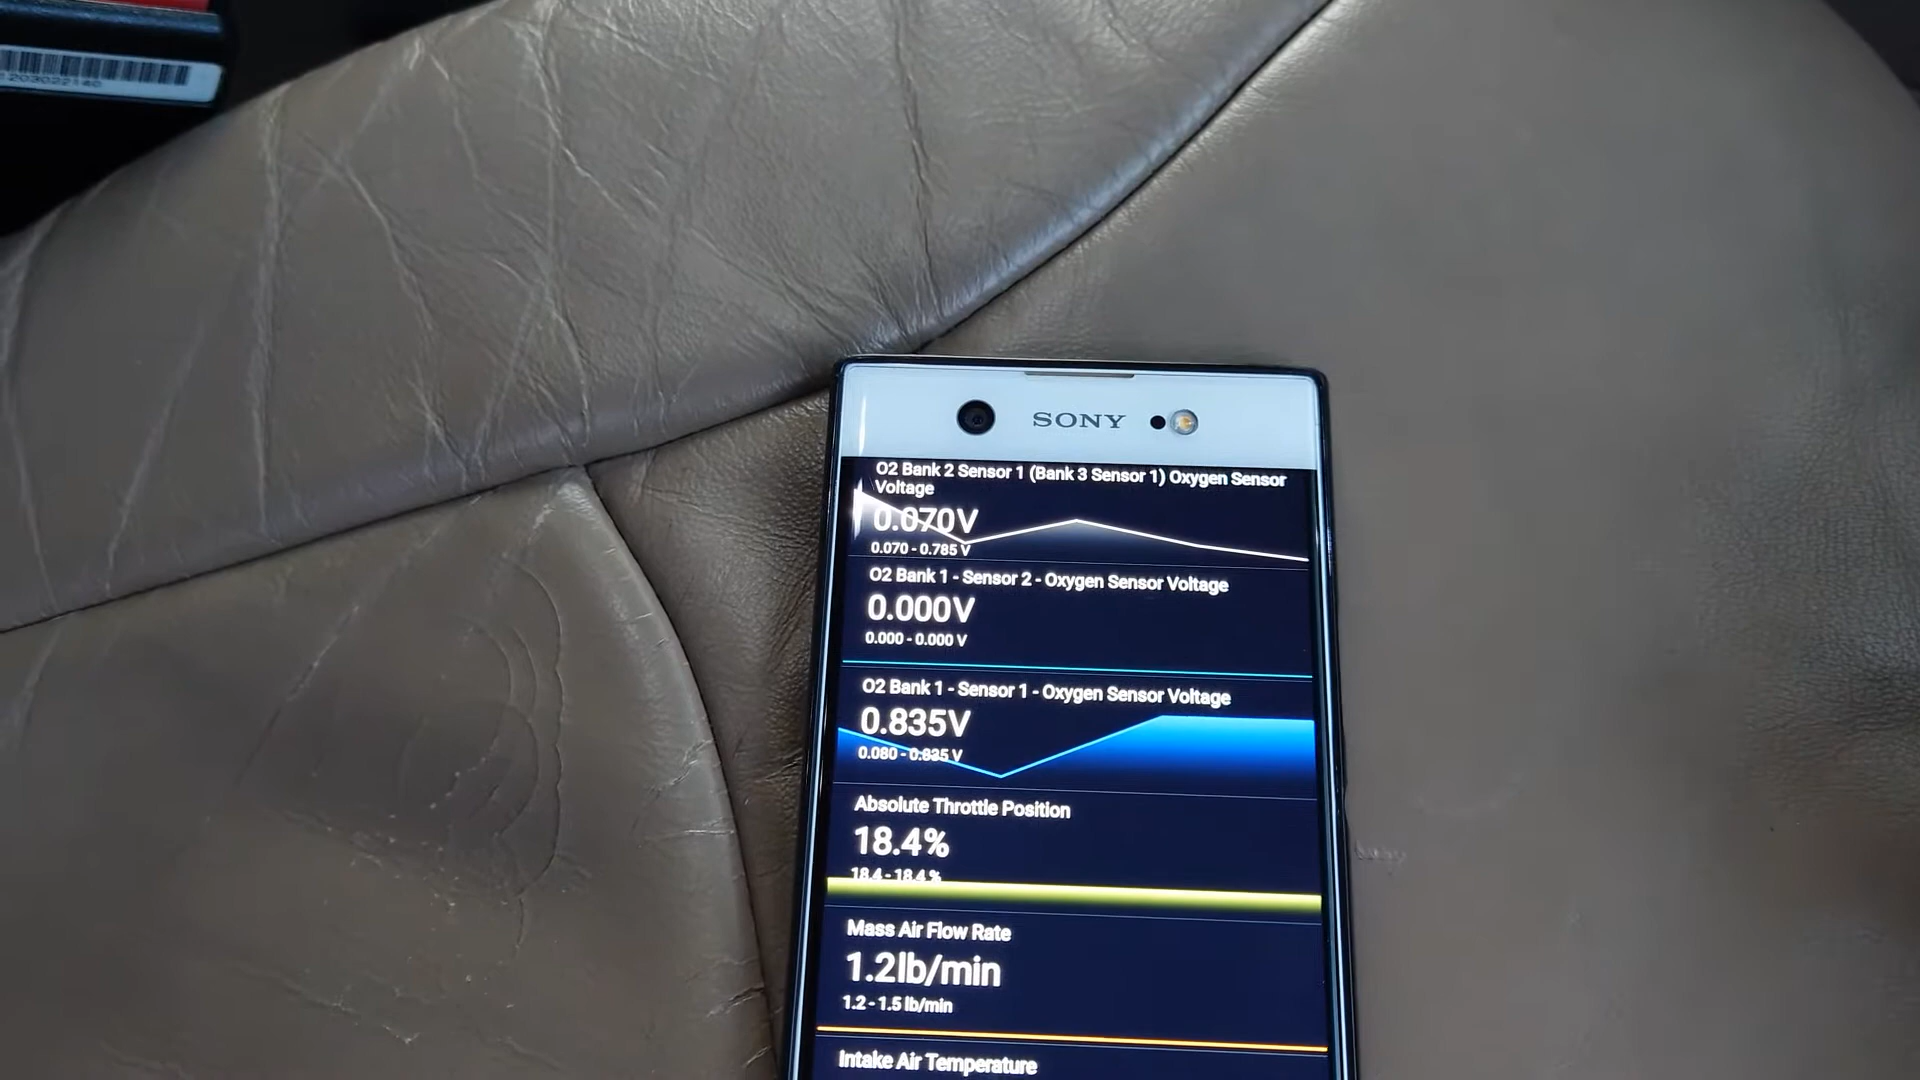 SONY
O2 Bank 2 Sensor 1 (Bank 3 Sensor 1) Oxygen Sensor
Voltage
0.070V
0.070 - 0.785 V
O2 Bank 1 - Sensor 2 - Oxygen Sensor Voltage
0.000V
0.000 - 0.000 V
O2 Bank 1 - Sensor 1 - Oxygen Sensor Voltage
0.835V
0.080 - 0.835 V
Absolute Throttle Position
18.4%
18.4 - 18.4 %
Mass Air Flow Rate
1.2lb/min
1.2 - 1.5 lb/min
Intake Air Temperature